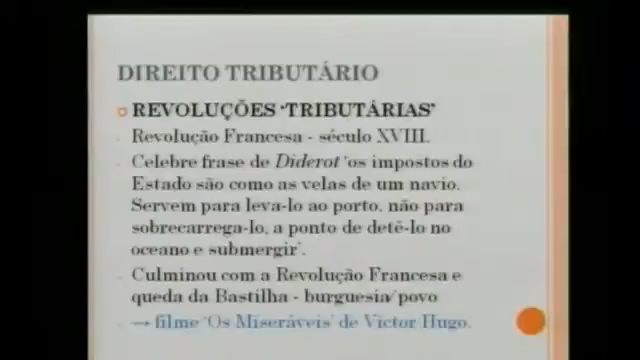 DIREITO TRIBUTÁRIO
REVOLUÇÕES 'TRIBUTÁRIAS'
- Revolução Francesa - século XVIII.
- Celebre frase de Diderot 'os impostos do
Estado são como as velas de um navio.
Servem para leva-lo ao porto, não para
sobrecarrega-lo, a ponto de detê-lo no
oceano e submergir'.
- Culminou com a Revolução Francesa e
queda da Bastilha - burguesia/povo
- → filme 'Os Miseráveis' de Victor Hugo.